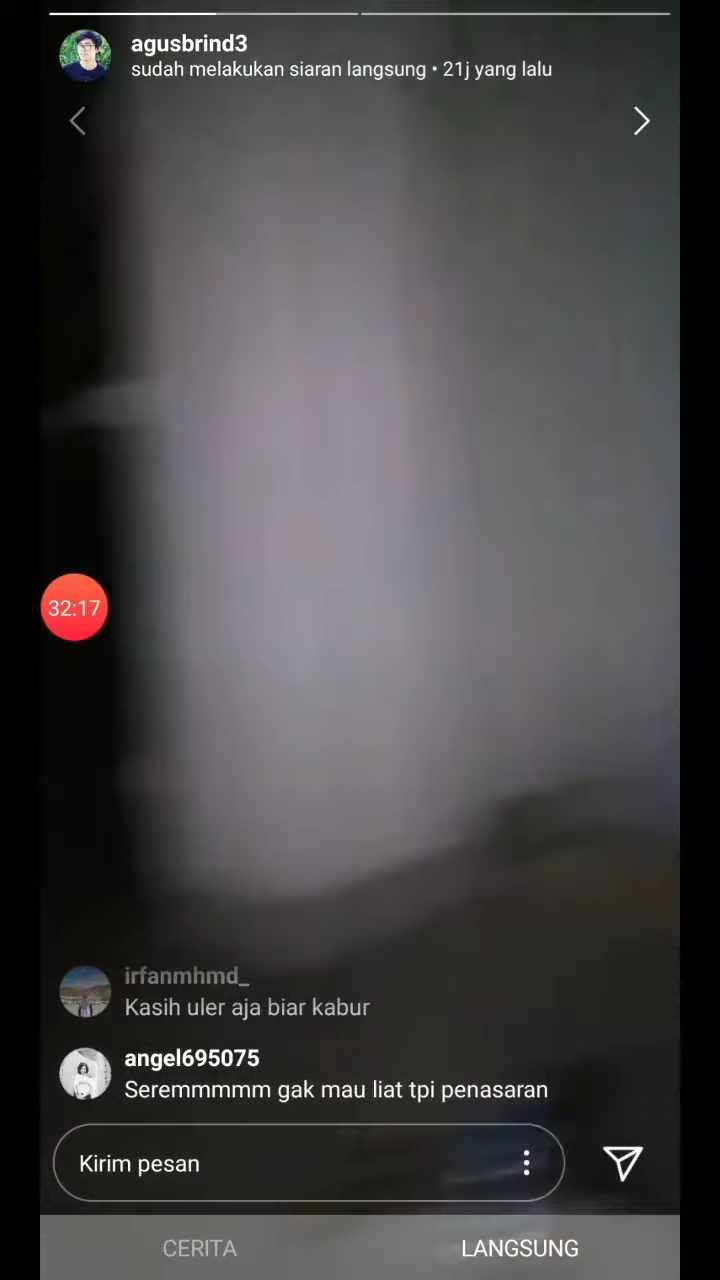 agusbrind3
sudah melakukan siaran langsung • 21j yang lalu
32:17
irfanmhmd_
Kasih uler aja biar kabur
angel695075
Seremmmmm gak mau liat tpi penasaran
Kirim pesan
CERITA
LANGSUNG